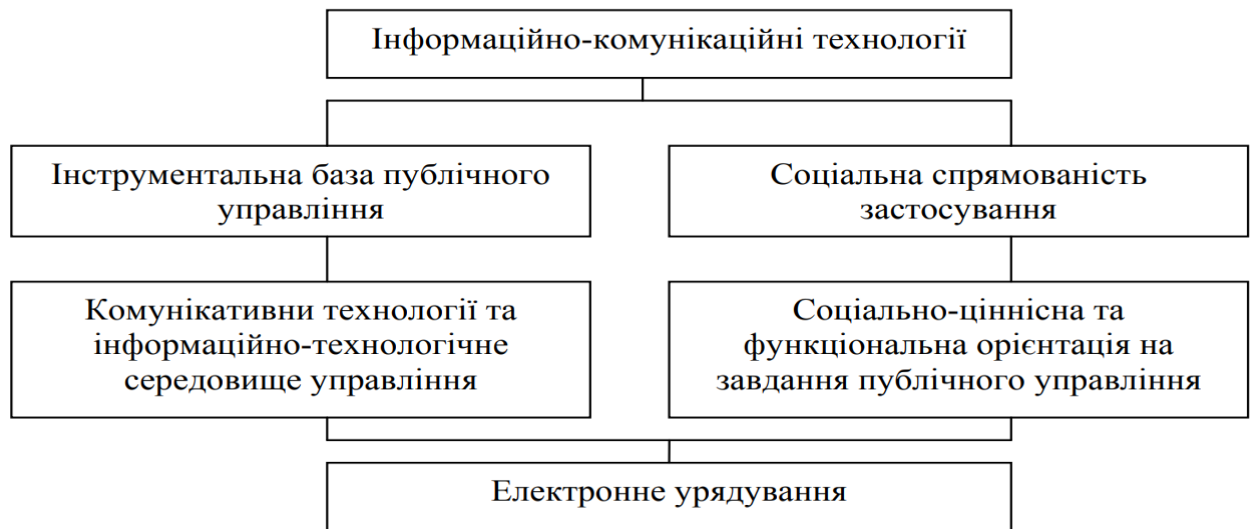 Інформаційно-комунікаційні технології
Інструментальна база публічного
управління
Соціальна спрямованість
застосування
Комунікативни технології та
інформаційно-технологічне
середовище управління
Соціально-ціннісна та
функціональна орієнтація на
завдання публічного управління
Електронне урядування